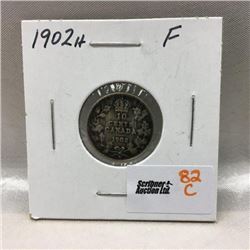 1902H F
10
CENTS
CANADA
1902
Scribner
Auction Ltd.
82
C